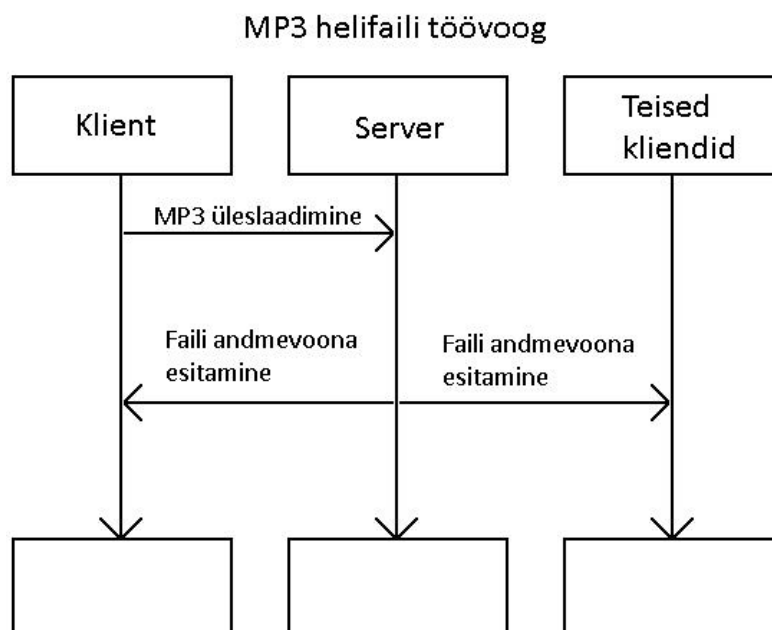 MP3 helifaili töövoog
Klient
Server
Teised
kliendid
MP3 üleslaadimine
Faili andmevoona
esitamine
Faili andmevoona
esitamine